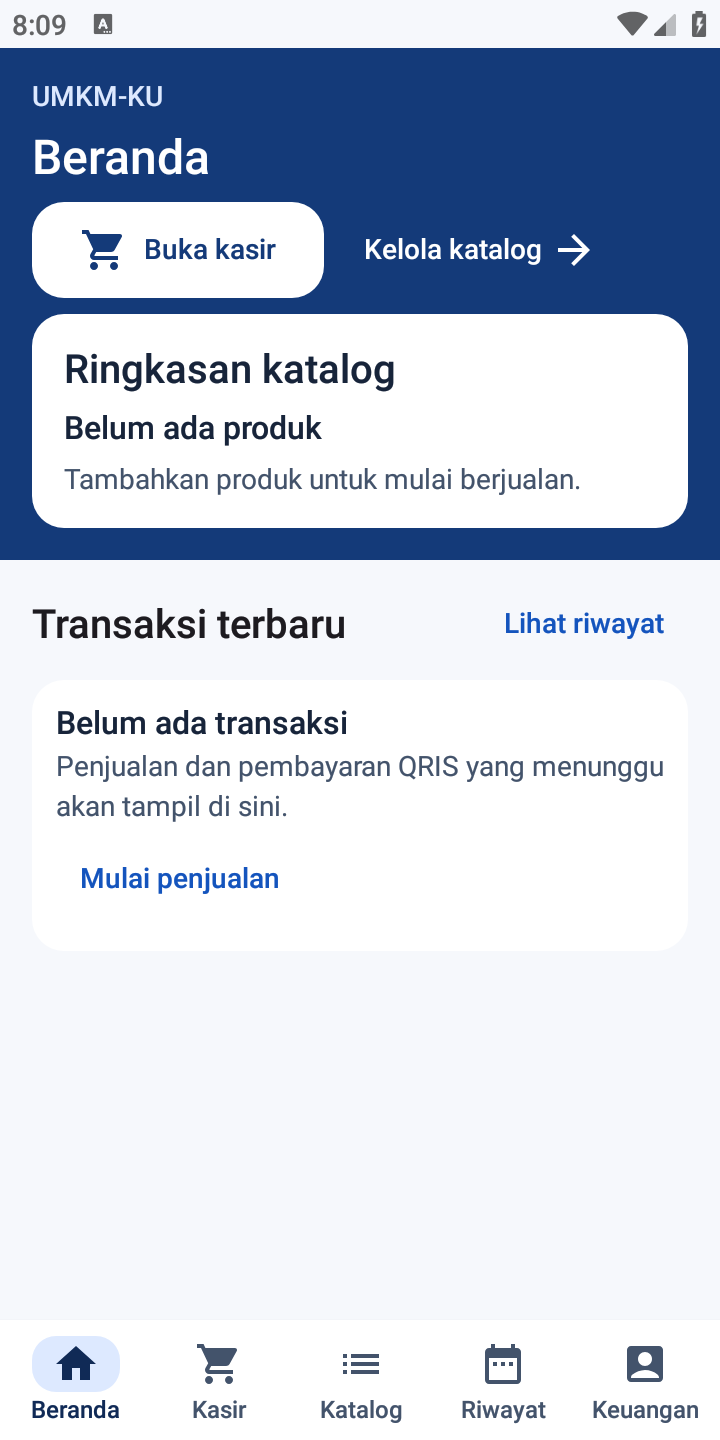 8:09
UMKM-KU
Beranda
Buka kasir
Kelola katalog
Ringkasan katalog
Belum ada produk
Tambahkan produk untuk mulai berjualan.
Transaksi terbaru
Lihat riwayat
Belum ada transaksi
Penjualan dan pembayaran QRIS yang menunggu
akan tampil di sini.
Mulai penjualan
Beranda
Kasir
Katalog
Riwayat
Keuangan